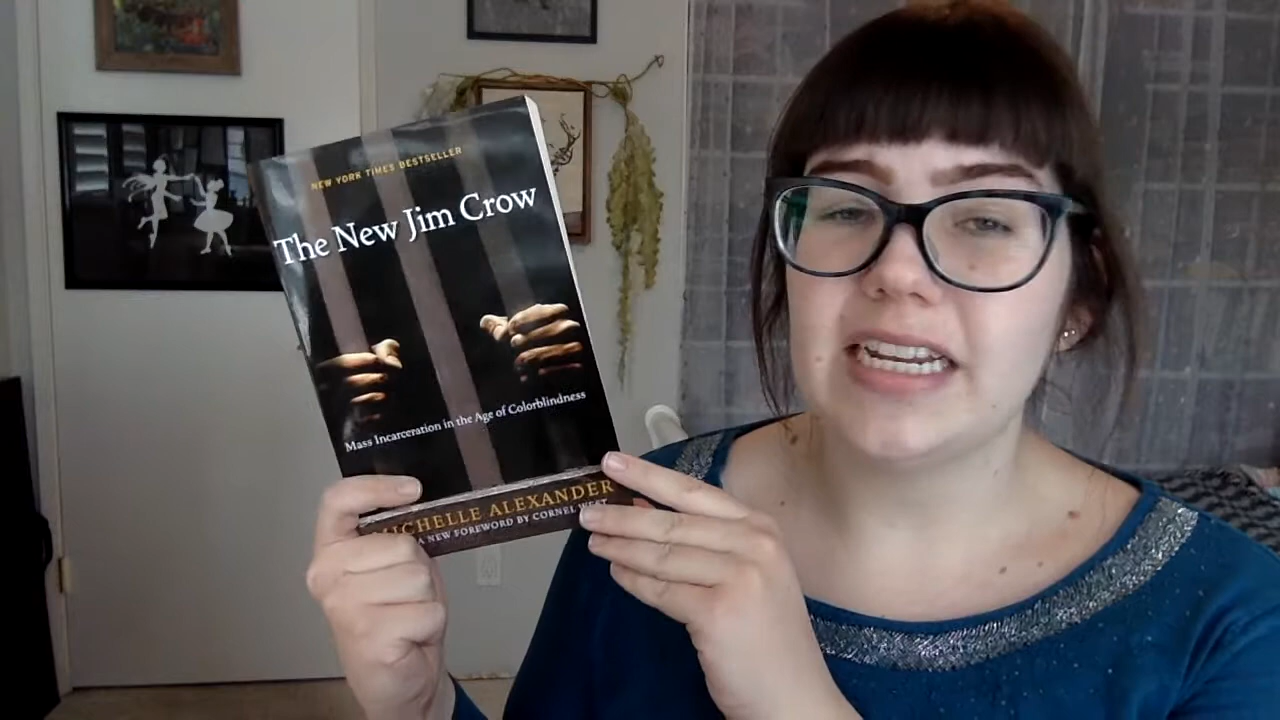 NEW YORK TIMES BESTSELLER
The New Jim Crow
Mass Incarceration in the Age of Colorblindness
MICHELLE ALEXANDER
A NEW FOREWORD BY CORNEL WEST